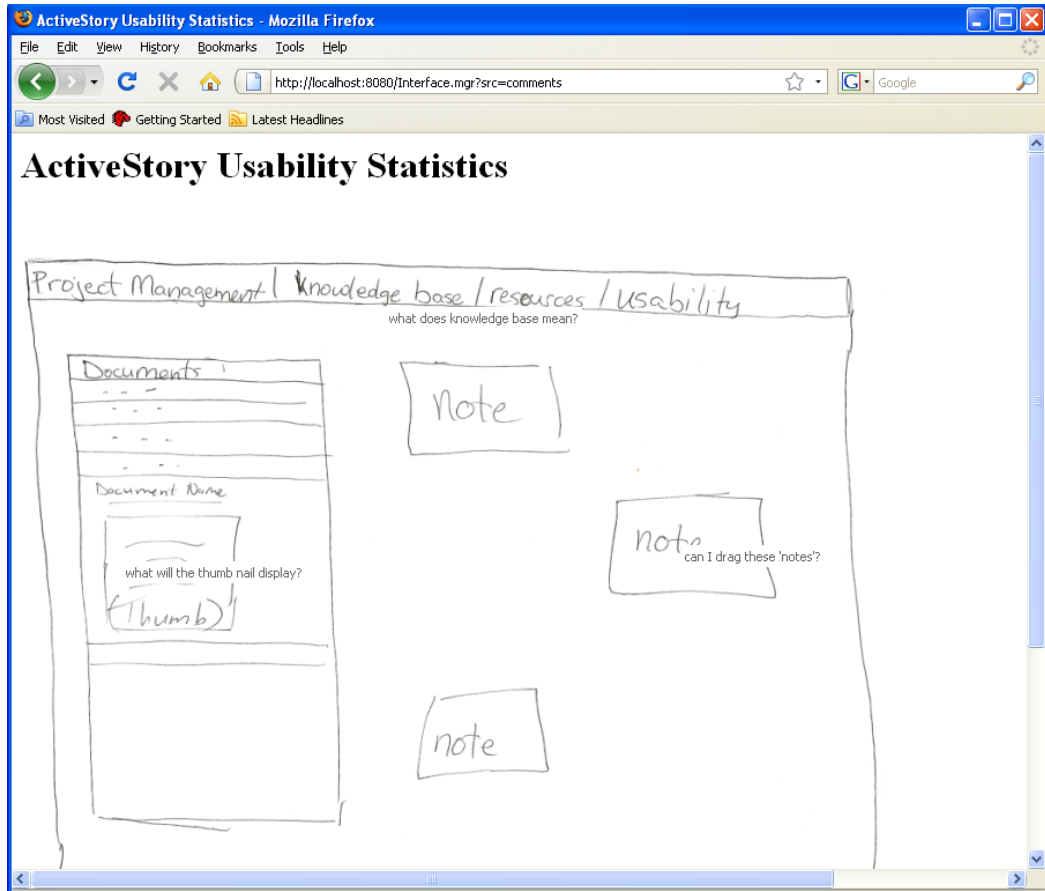 ActiveStory Usability Statistics - Mozilla Firefox
File Edit View History Bookmarks Tools Help
http://localhost:8080/Interface.mgr?src=comments
G Google
Most Visited Getting Started Latest Headlines
ActiveStory Usability Statistics
Project Management | Knowledge base / resources / usability
what does knowledge base mean?
Documents
note
Document Name
note
can I drag these 'notes'?
what will the thumb nail display?
(Thumb)
note